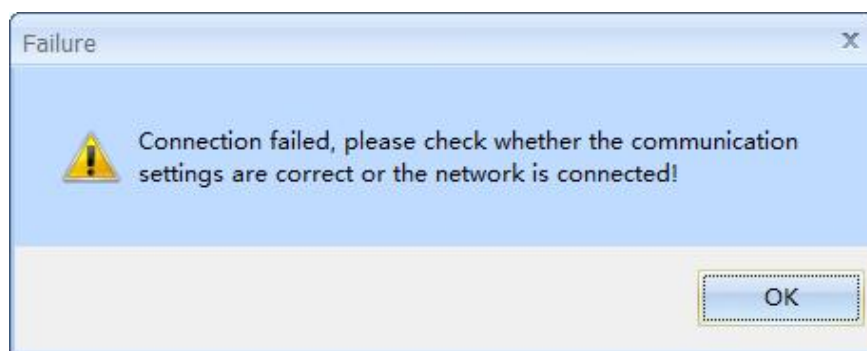 Failure
Connection failed, please check whether the communication
settings are correct or the network is connected!
OK